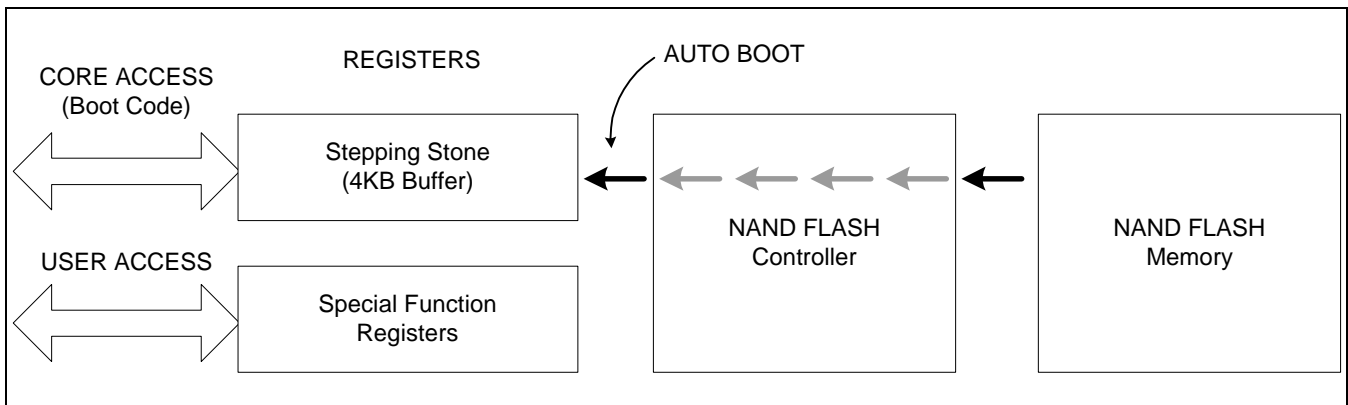 REGISTERS
AUTO BOOT
CORE ACCESS
(Boot Code)
Stepping Stone
(4KB Buffer)
NAND FLASH
Controller
NAND FLASH
Memory
USER ACCESS
Special Function
Registers